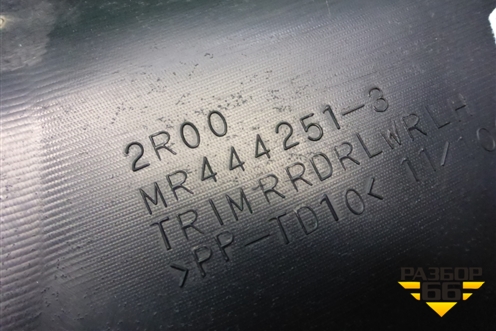 2R00
MR444251-3
TRIMRRDRLWRLH
>PP-TD10< 11/
РАЗБОР
66